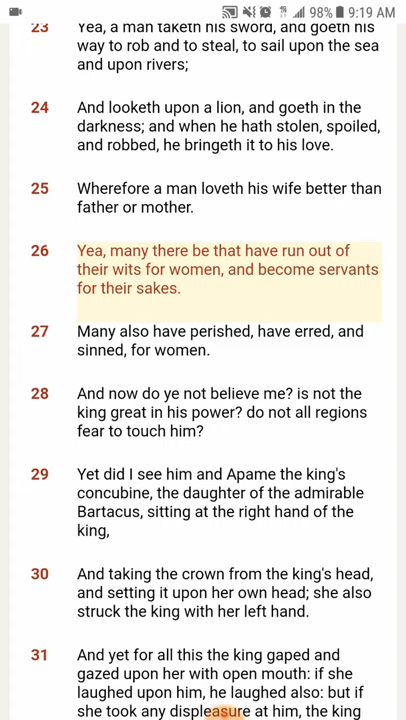 98% 9:19 AM
23 Yea, a man taketh his sword, and goeth his
way to rob and to steal, to sail upon the sea
and upon rivers;
24 And looketh upon a lion, and goeth in the
darkness; and when he hath stolen, spoiled,
and robbed, he bringeth it to his love.
25 Wherefore a man loveth his wife better than
father or mother.
26 Yea, many there be that have run out of
their wits for women, and become servants
for their sakes.
27 Many also have perished, have erred, and
sinned, for women.
28 And now do ye not believe me? is not the
king great in his power? do not all regions
fear to touch him?
29 Yet did I see him and Apame the king's
concubine, the daughter of the admirable
Bartacus, sitting at the right hand of the
king,
30 And taking the crown from the king's head,
and setting it upon her own head; she also
struck the king with her left hand.
31 And yet for all this the king gaped and
gazed upon her with open mouth: if she
laughed upon him, he laughed also: but if
she took any displeasure at him, the king